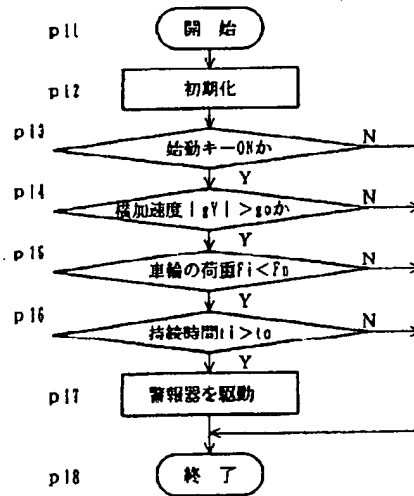 p11 開始
p12 初期化
p13 始動キーONか N
Y
p14 横加速度|gY|>goか N
Y
p15 車輪の荷重Fi<Fo N
Y
p16 持続時間ti>to N
Y
p17 警報器を駆動
p18 終了